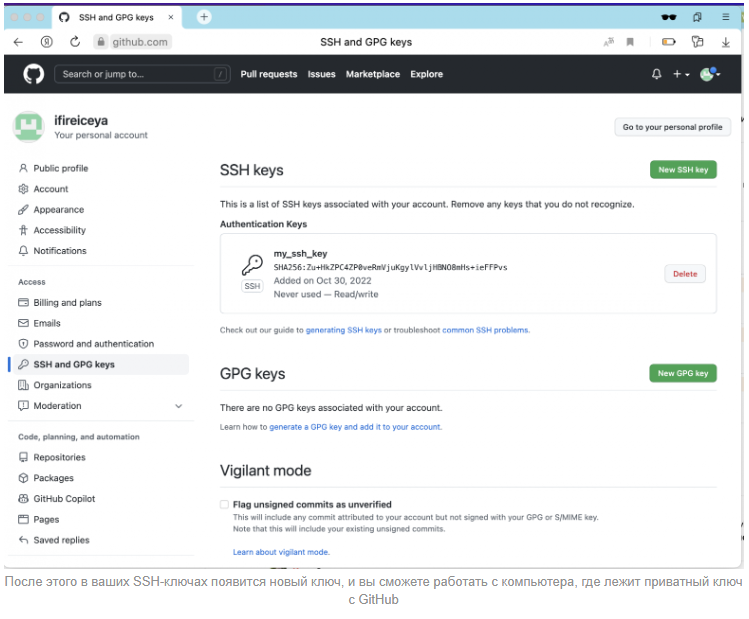 SSH and GPG keys
github.com
SSH and GPG keys
Search or jump to...
/
Pull requests
Issues
Marketplace
Explore
ifireiceya
Your personal account
Go to your personal profile
Public profile
Account
Appearance
Accessibility
Notifications
Access
Billing and plans
Emails
Password and authentication
SSH and GPG keys
Organizations
Moderation
Code, planning, and automation
Repositories
Packages
GitHub Copilot
Pages
Saved replies
SSH keys
New SSH key
This is a list of SSH keys associated with your account. Remove any keys that you do not recognize.
Authentication Keys
my_ssh_key
SHA256:Zu+HkZPC4ZP0veRmVjuKgylVvljHBNO8mHs+ieFFPvs
Added on Oct 30, 2022
Never used — Read/write
SSH
Delete
Check out our guide to generating SSH keys or troubleshoot common SSH problems.
GPG keys
New GPG key
There are no GPG keys associated with your account.
Learn how to generate a GPG key and add it to your account.
Vigilant mode
Flag unsigned commits as unverified
This will include any commit attributed to your account but not signed with your GPG or S/MIME key.
Note that this will include your existing unsigned commits.
Learn about vigilant mode.
После этого в ваших SSH-ключах появится новый ключ, и вы сможете работать с компьютера, где лежит приватный ключ
с GitHub